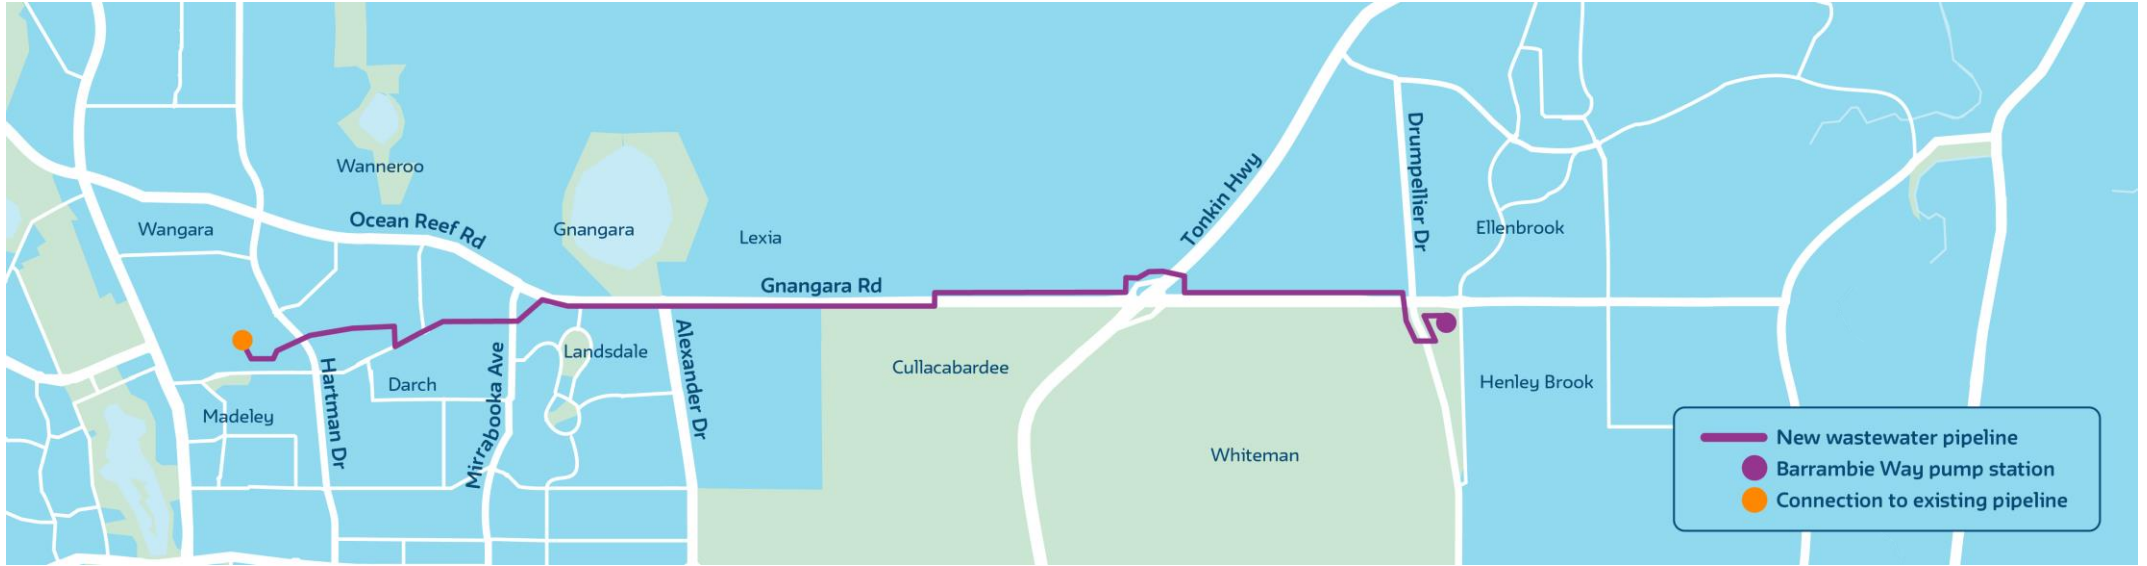 Wanneroo
Wangara
Ocean Reef Rd
Gnangara
Lexia
Gnangara Rd
Tonkin Hwy
Drumpellier Dr
Ellenbrook
Landsdale
Cullacabardee
Darch
Madeley
Hartman Dr
Mirrabooka Ave
Alexander Dr
Whiteman
Henley Brook
New wastewater pipeline
Barrambie Way pump station
Connection to existing pipeline